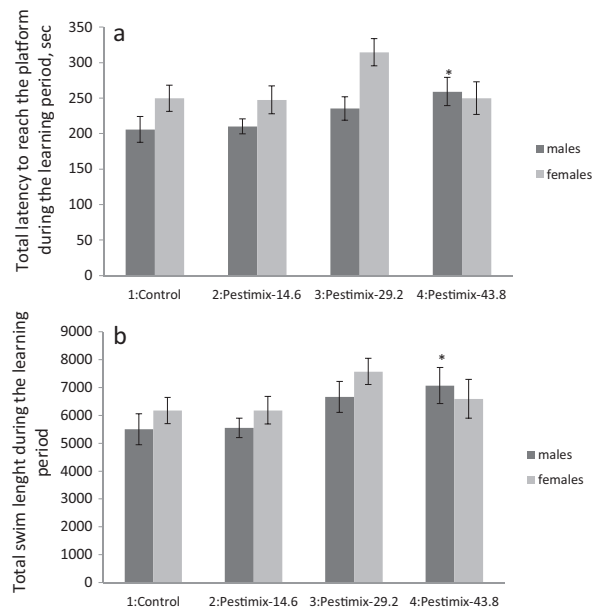 a
Total latency to reach the platform
during the learning period, sec
350
300
250
200
150
100
50
0
*
males
females
1:Control
2:Pestimix-14.6
3:Pestimix-29.2
4:Pestimix-43.8
b
Total swim lenght during the learning
period
9000
8000
7000
6000
5000
4000
3000
2000
1000
0
*
males
females
1:Control
2:Pestimix-14.6
3:Pestimix-29.2
4:Pestimix-43.8